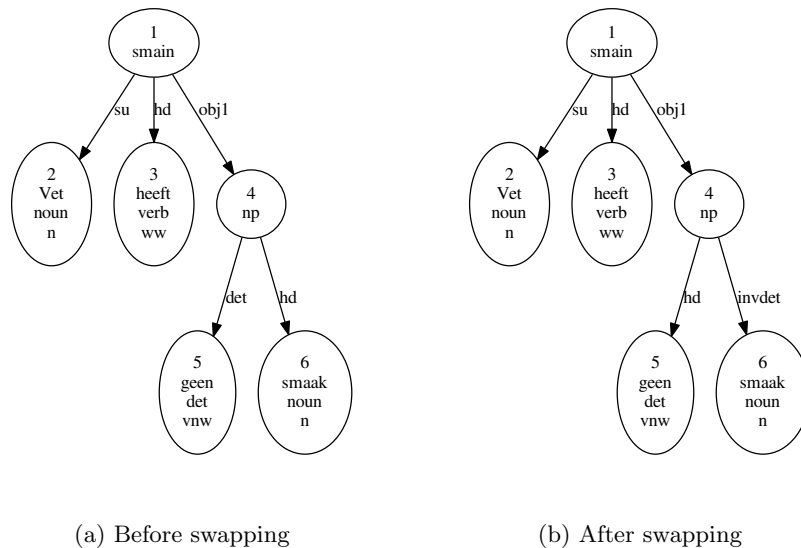 1
smain
su
hd
obj1
2
Vet
noun
n
3
heeft
verb
ww
4
np
det
hd
5
geen
det
vnw
6
smaak
noun
n
(a) Before swapping
1
smain
su
hd
obj1
2
Vet
noun
n
3
heeft
verb
ww
4
np
hd
invdet
5
geen
det
vnw
6
smaak
noun
n
(b) After swapping